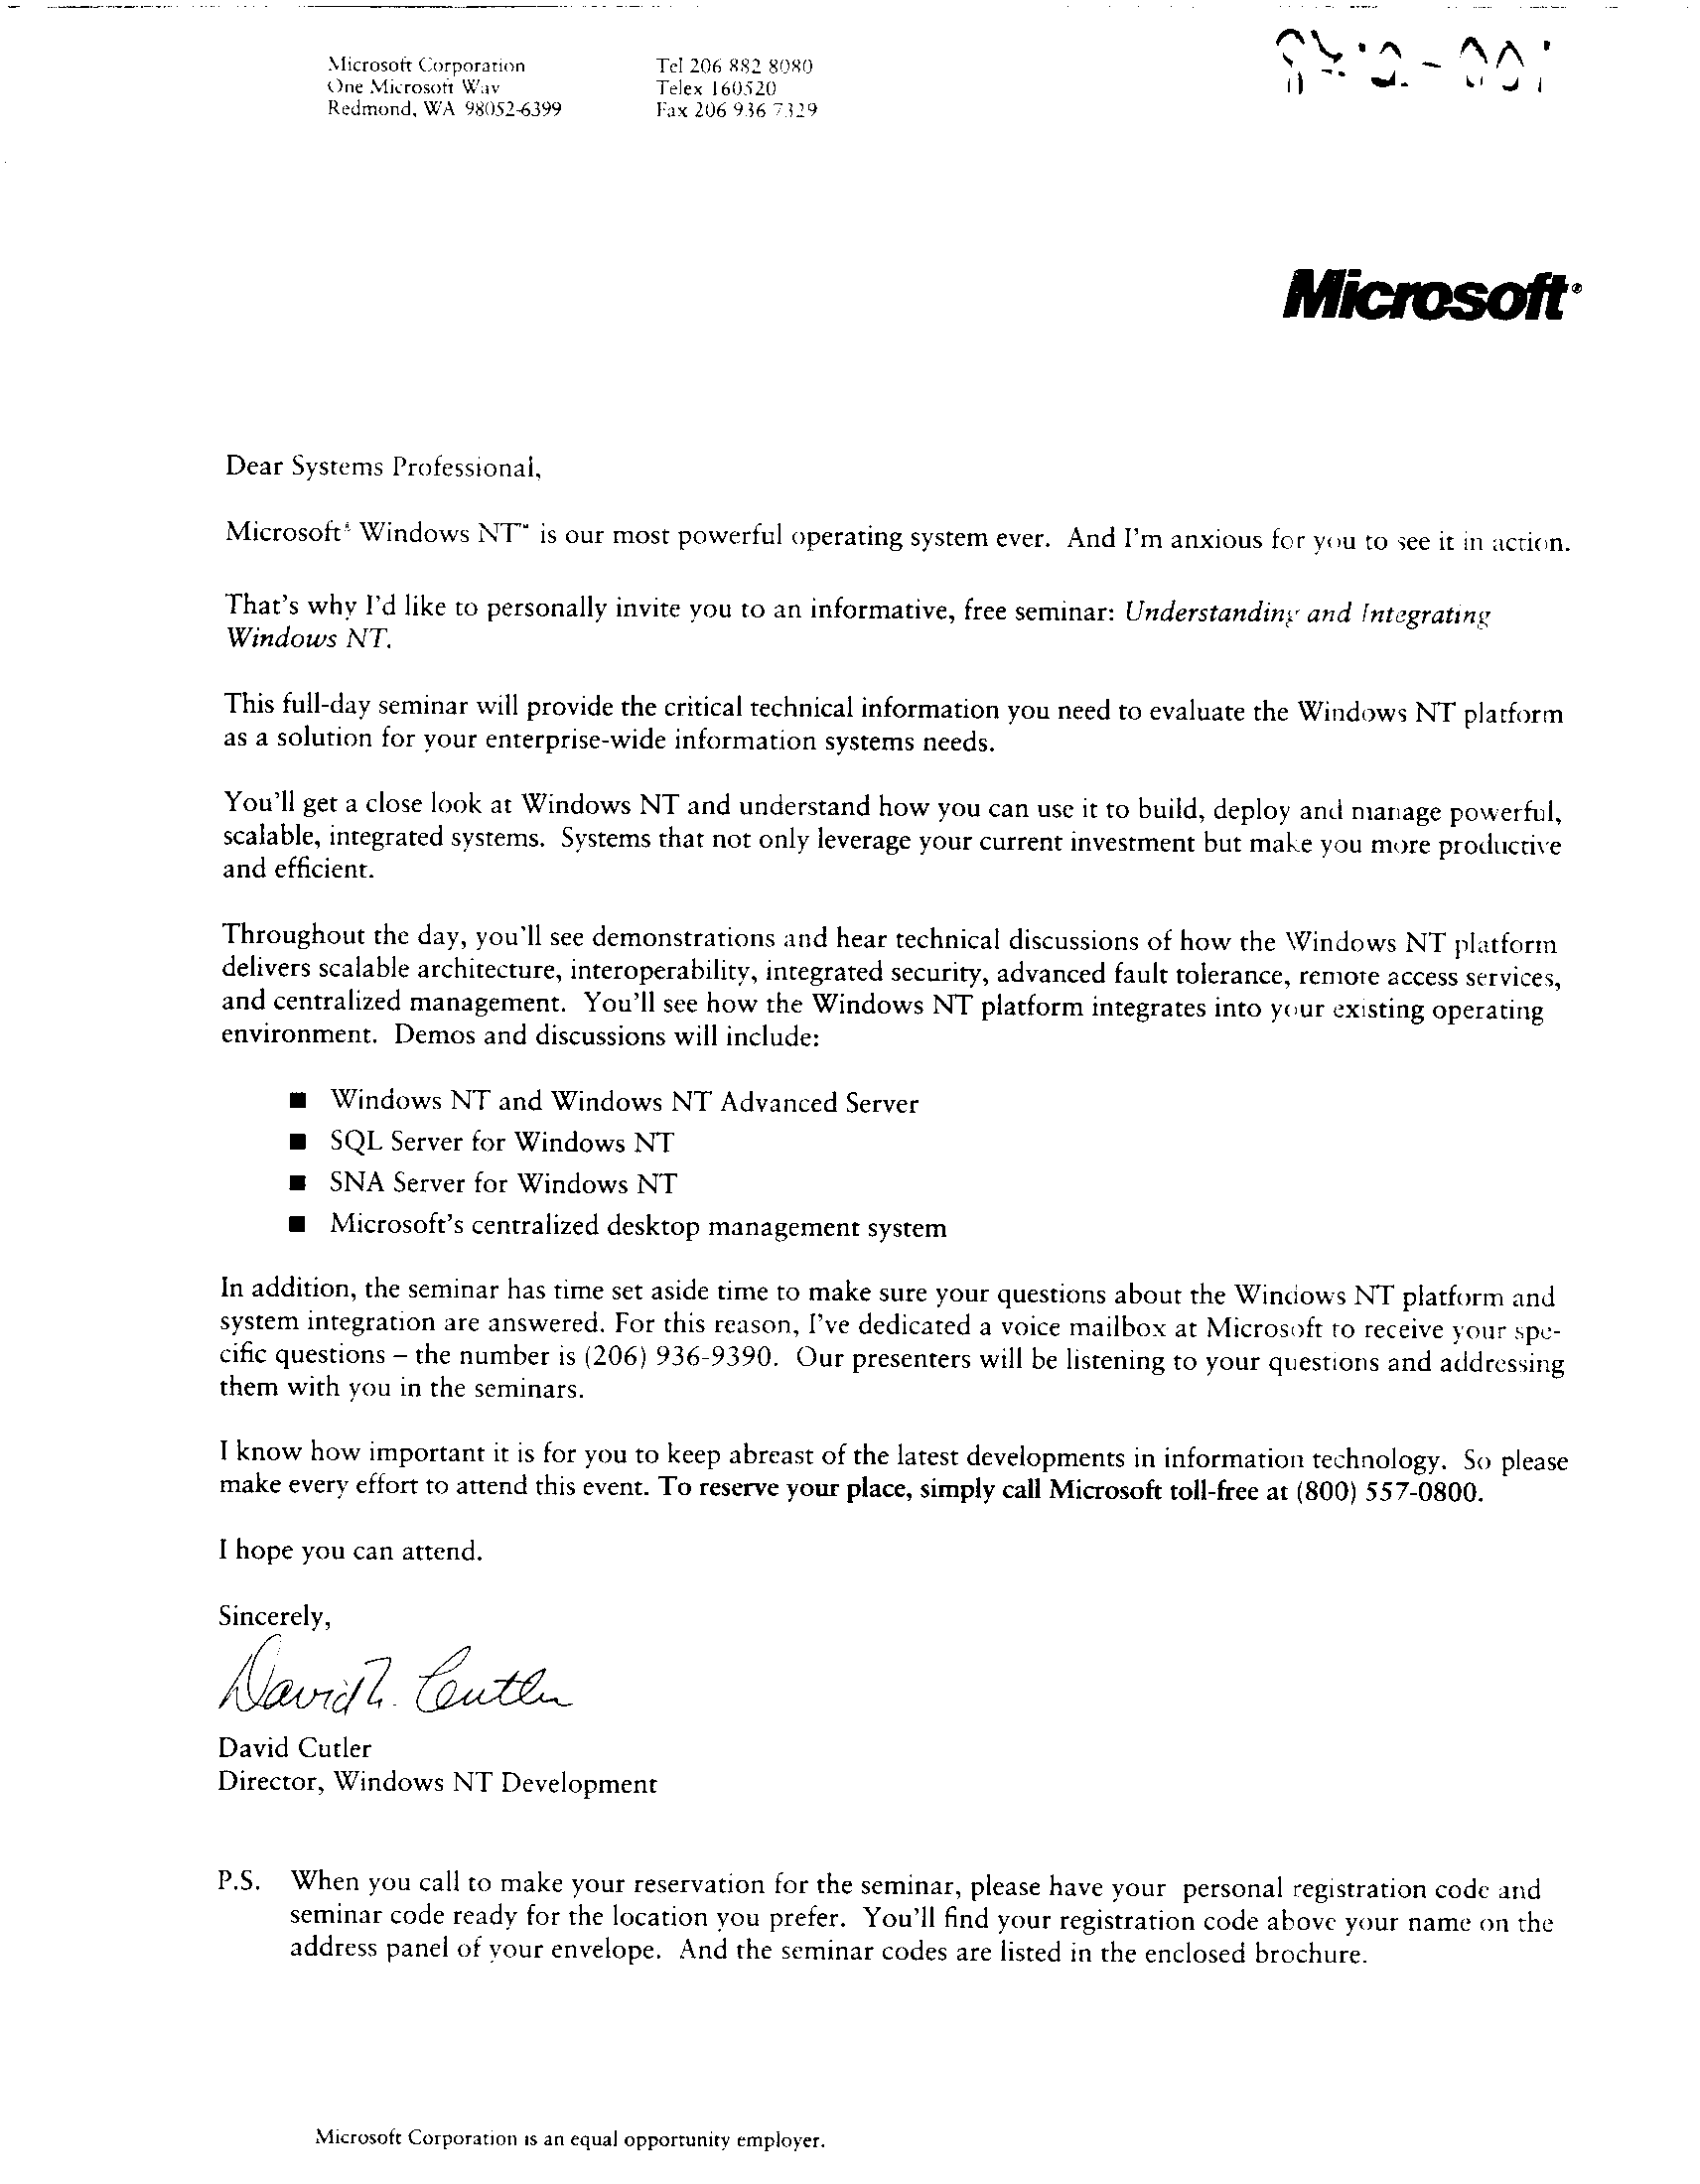 Microsoft Corporation
One Microsoft Way
Redmond, WA 98052-6399
Tel 206 882 8080
Telex 160520
Fax 206 936 7329
Microsoft®
Dear Systems Professional,
Microsoft® Windows NT™ is our most powerful operating system ever. And I'm anxious for you to see it in action.
That's why I'd like to personally invite you to an informative, free seminar: Understanding and Integrating
Windows NT.
This full-day seminar will provide the critical technical information you need to evaluate the Windows NT platform
as a solution for your enterprise-wide information systems needs.
You'll get a close look at Windows NT and understand how you can use it to build, deploy and manage powerful,
scalable, integrated systems. Systems that not only leverage your current investment but make you more productive
and efficient.
Throughout the day, you'll see demonstrations and hear technical discussions of how the Windows NT platform
delivers scalable architecture, interoperability, integrated security, advanced fault tolerance, remote access services,
and centralized management. You'll see how the Windows NT platform integrates into your existing operating
environment. Demos and discussions will include:
■ Windows NT and Windows NT Advanced Server
■ SQL Server for Windows NT
■ SNA Server for Windows NT
■ Microsoft's centralized desktop management system
In addition, the seminar has time set aside time to make sure your questions about the Windows NT platform and
system integration are answered. For this reason, I've dedicated a voice mailbox at Microsoft to receive your spe-
cific questions – the number is (206) 936-9390. Our presenters will be listening to your questions and addressing
them with you in the seminars.
I know how important it is for you to keep abreast of the latest developments in information technology. So please
make every effort to attend this event. To reserve your place, simply call Microsoft toll-free at (800) 557-0800.
I hope you can attend.
Sincerely,
David N. Cutler
David Cutler
Director, Windows NT Development
P.S. When you call to make your reservation for the seminar, please have your personal registration code and
seminar code ready for the location you prefer. You'll find your registration code above your name on the
address panel of your envelope. And the seminar codes are listed in the enclosed brochure.
Microsoft Corporation is an equal opportunity employer.